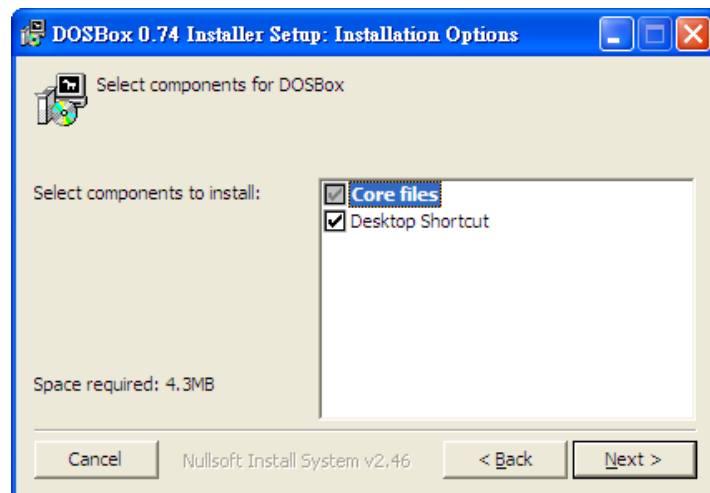 DOSBox 0.74 Installer Setup: Installation Options
Select components for DOSBox
Select components to install:
Core files
Desktop Shortcut
Space required: 4.3MB
Cancel
Nullsoft Install System v2.46
< Back
Next >